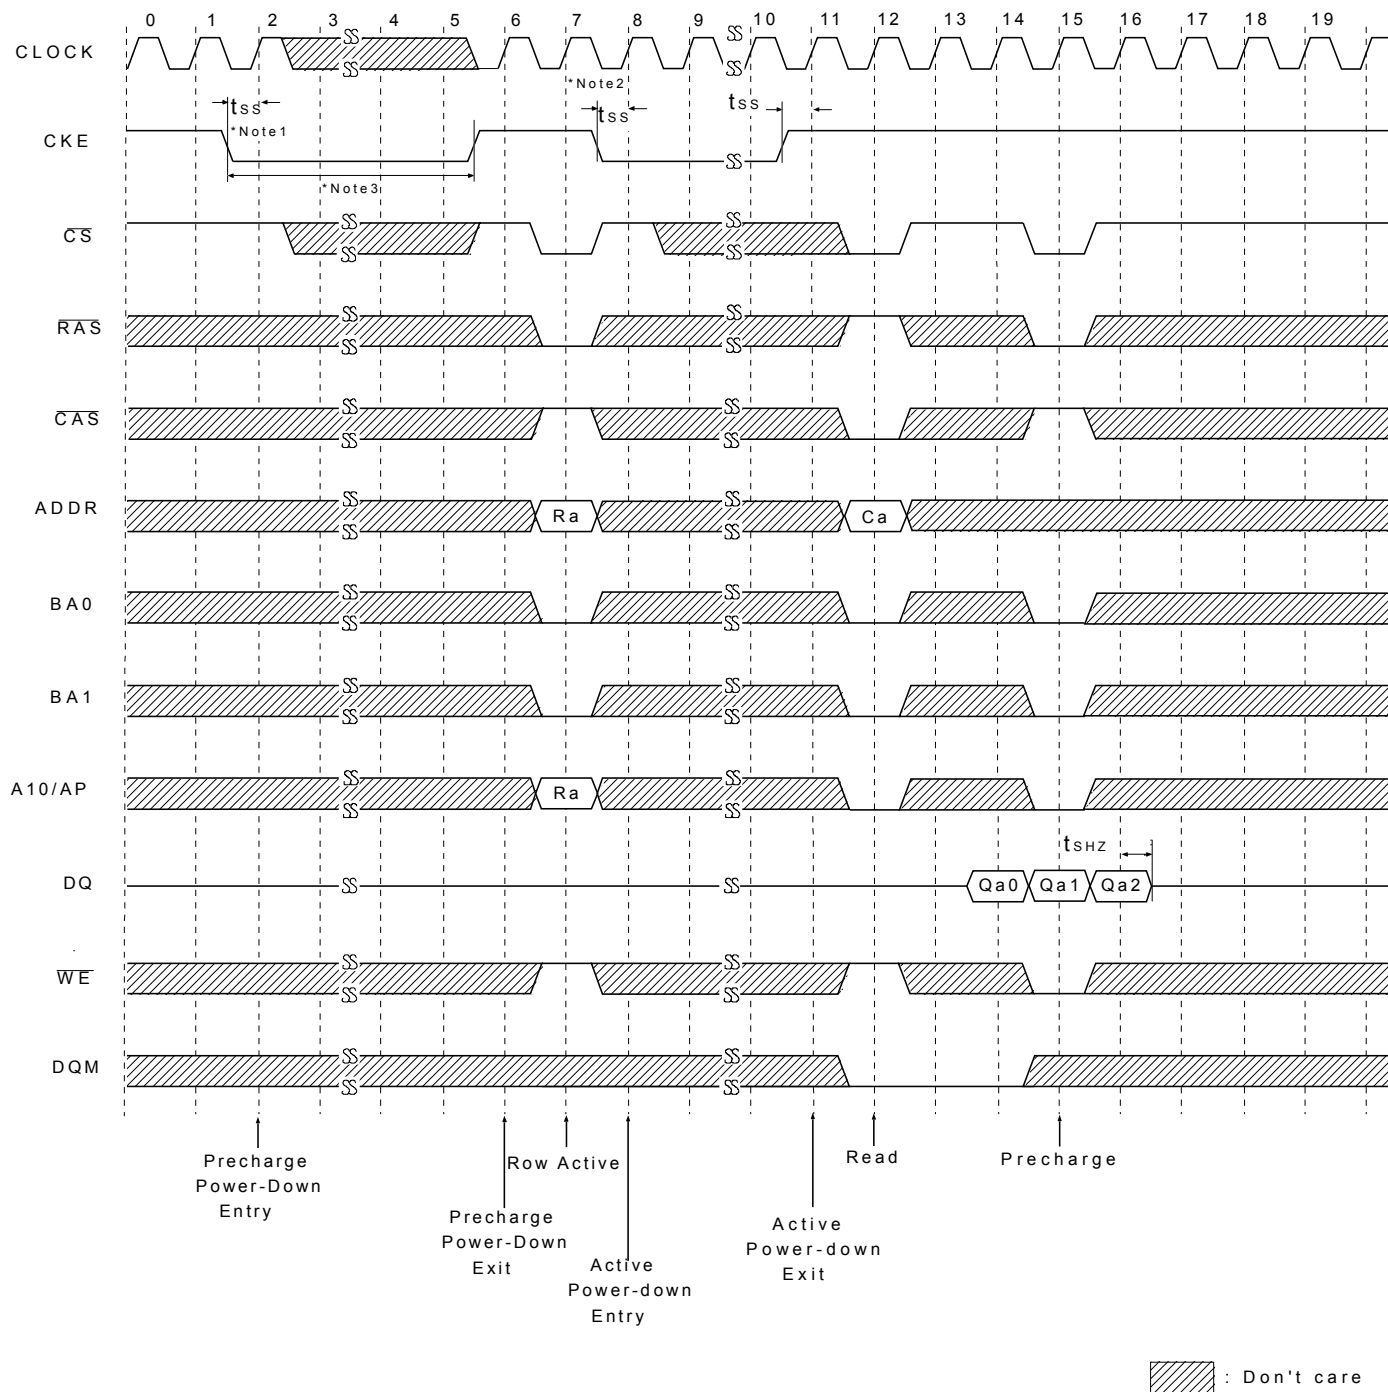 0 1 2 3 4 5 6 7 8 9 10 11 12 13 14 15 16 17 18 19
CLOCK
*Note2
tSS
tSS
tSS
*Note1
CKE
*Note3
CS
RAS
CAS
ADDR
Ra
Ca
BA0
BA1
A10/AP
Ra
tSHZ
DQ
Qa0
Qa1
Qa2
WE
DQM
Precharge
Power-Down
Entry
Row Active
Read
Precharge
Precharge
Power-Down
Exit
Active
Power-down
Exit
Active
Power-down
Entry
: Don't care